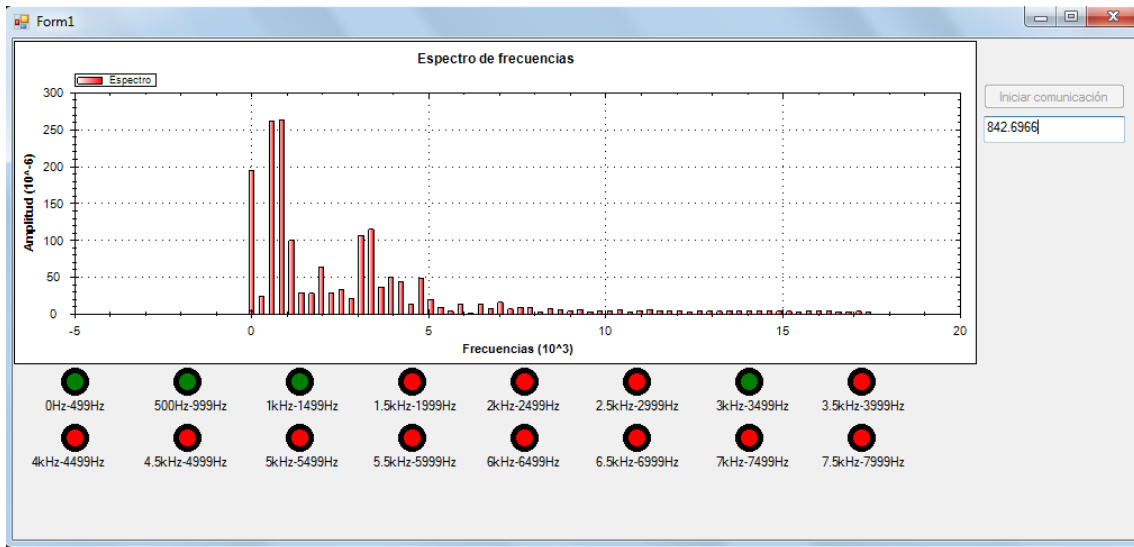 Form1
Espectro de frecuencias
Espectro
Iniciar comunicación
842.6966
300
250
200
150
100
50
0
Amplitud (10^-6)
-5 0 5 10 15 20
Frecuencias (10^3)
0Hz-499Hz 500Hz-999Hz 1kHz-1499Hz 1.5kHz-1999Hz 2kHz-2499Hz 2.5kHz-2999Hz 3kHz-3499Hz 3.5kHz-3999Hz
4kHz-4499Hz 4.5kHz-4999Hz 5kHz-5499Hz 5.5kHz-5999Hz 6kHz-6499Hz 6.5kHz-6999Hz 7kHz-7499Hz 7.5kHz-7999Hz